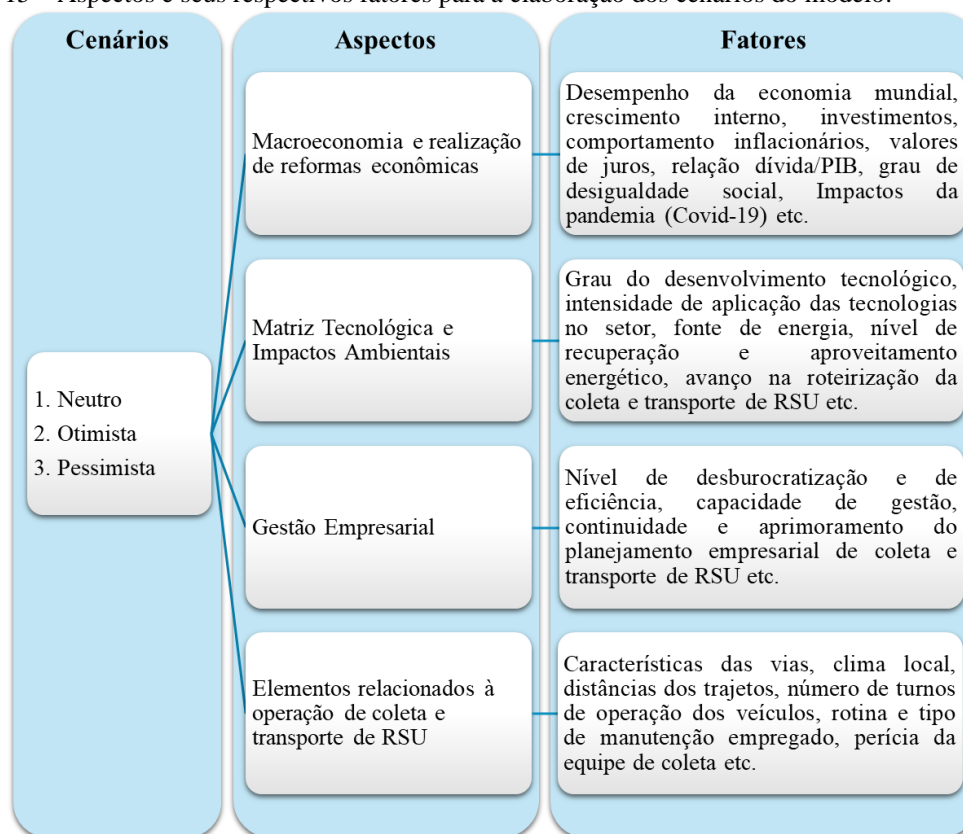 15 – Aspectos e seus respectivos fatores para a elaboração dos cenários do modelo.
Cenários
Aspectos
Fatores
1. Neutro
2. Otimista
3. Pessimista
Macroeconomia e realização
de reformas econômicas
Desempenho da economia mundial,
crescimento interno, investimentos,
comportamento inflacionários, valores
de juros, relação dívida/PIB, grau de
desigualdade social, Impactos da
pandemia (Covid-19) etc.
Matriz Tecnológica e
Impactos Ambientais
Grau do desenvolvimento tecnológico,
intensidade de aplicação das tecnologias
no setor, fonte de energia, nível de
recuperação e aproveitamento
energético, avanço na roteirização da
coleta e transporte de RSU etc.
Gestão Empresarial
Nível de desburocratização e de
eficiência, capacidade de gestão,
continuidade e aprimoramento do
planejamento empresarial de coleta e
transporte de RSU etc.
Elementos relacionados à
operação de coleta e
transporte de RSU
Características das vias, clima local,
distâncias dos trajetos, número de turnos
de operação dos veículos, rotina e tipo
de manutenção empregado, perícia da
equipe de coleta etc.